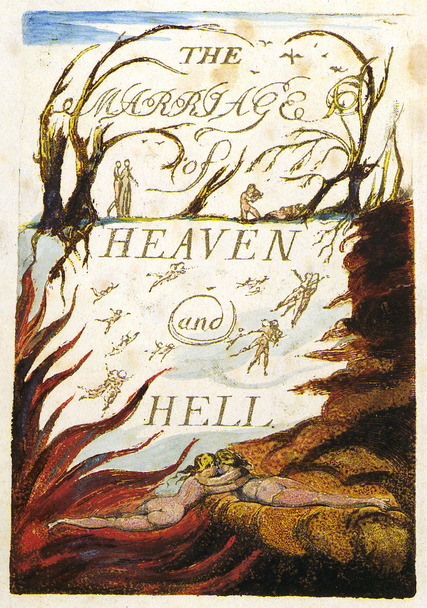 THE
MARRIAGE
of
HEAVEN
and
HELL